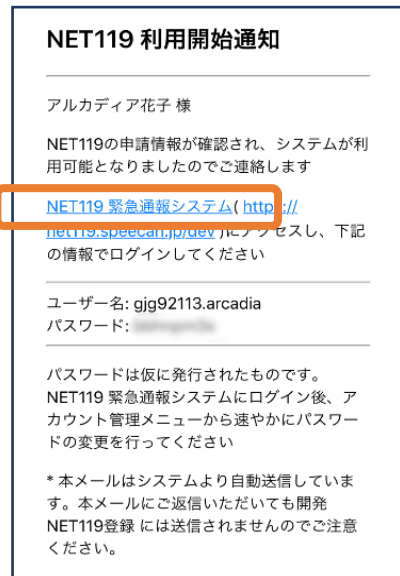 NET119 利用開始通知
アルカディア花子 様
NET119の申請情報が確認され、システムが利
用可能となりましたのでご連絡します
NET119 緊急通報システム( https://
net119.speecan.jp/dev )にアクセスし、下記
の情報でログインしてください
ユーザー名: gjg92113.arcadia
パスワード:
パスワードは仮に発行されたものです。
NET119 緊急通報システムにログイン後、ア
カウント管理メニューから速やかにパスワー
ドの変更を行ってください
* 本メールはシステムより自動送信していま
す。本メールにご返信いただいても開発
NET119登録 には送信されませんのでご注意
ください。